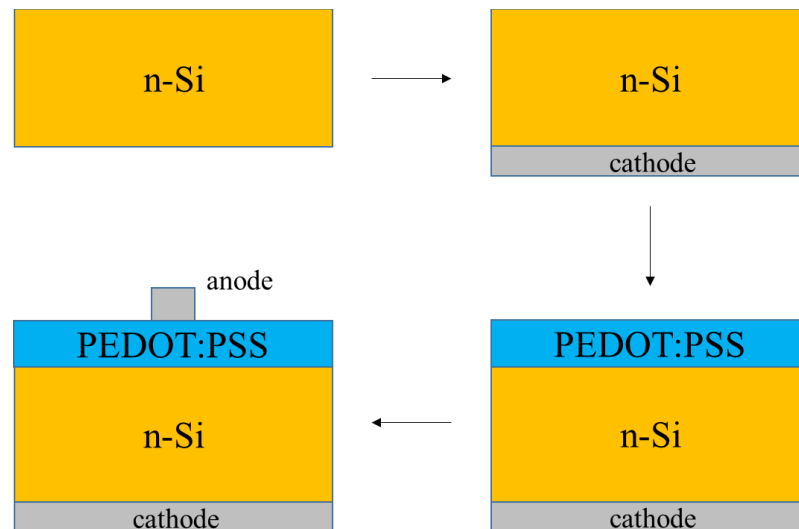 n-Si
n-Si
cathode
anode
PEDOT:PSS
n-Si
cathode
PEDOT:PSS
n-Si
cathode